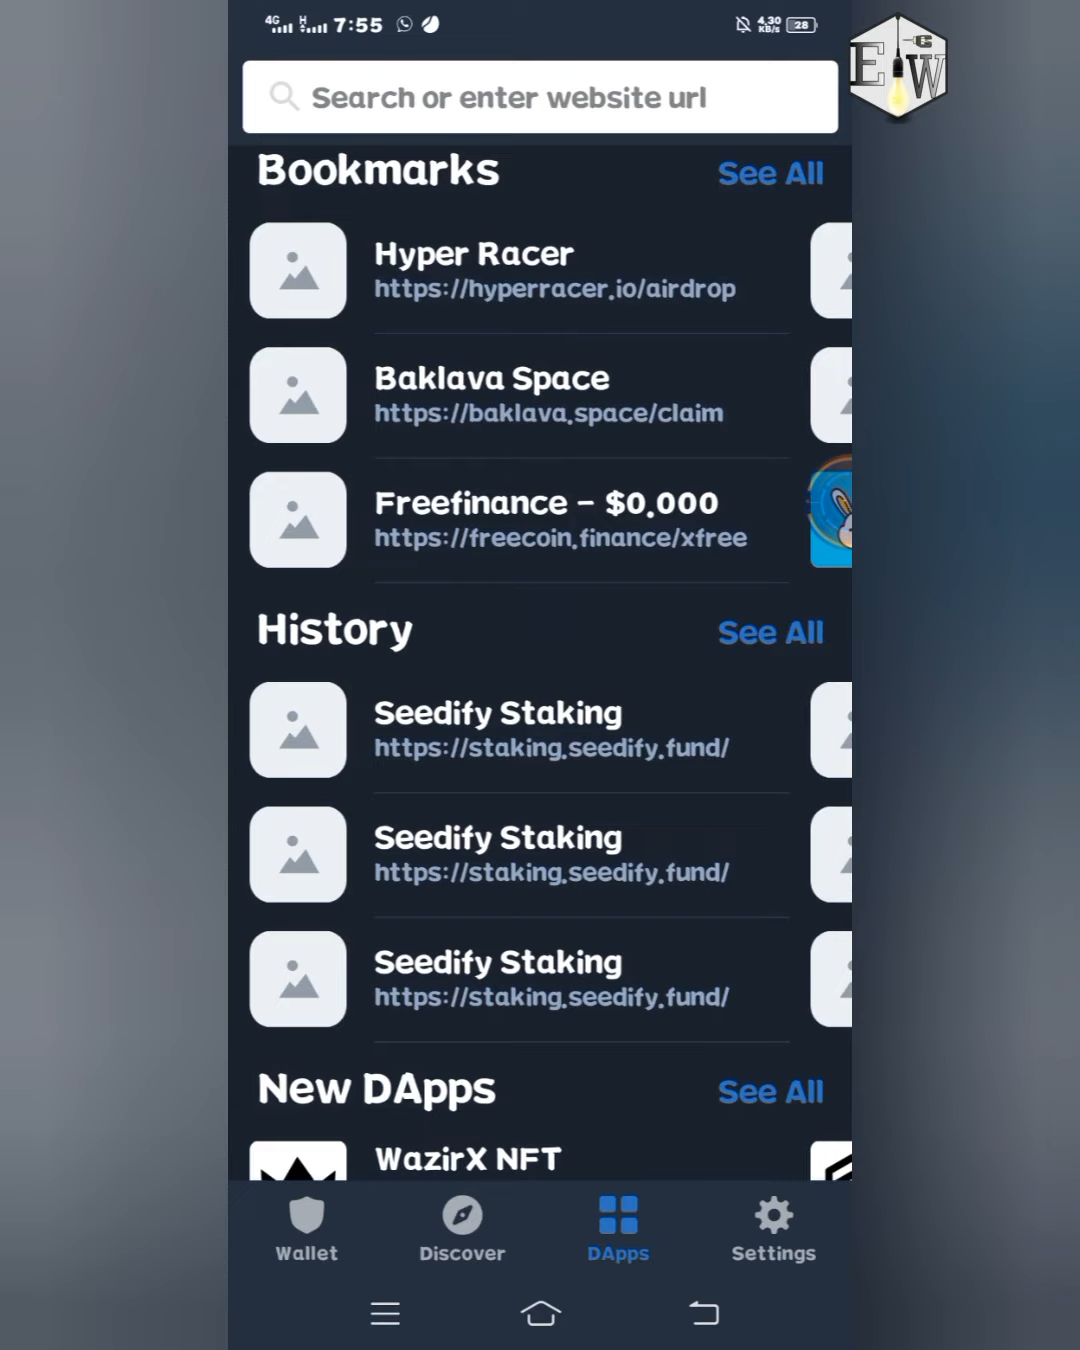 4G H 7:55 4.30 KB/s 28
E W
Search or enter website url
Bookmarks See All
Hyper Racer
https://hyperracer.io/airdrop
Baklava Space
https://baklava.space/claim
Freefinance – $0.000
https://freecoin.finance/xfree
History See All
Seedify Staking
https://staking.seedify.fund/
Seedify Staking
https://staking.seedify.fund/
Seedify Staking
https://staking.seedify.fund/
New DApps See All
WazirX NFT
Wallet Discover DApps Settings